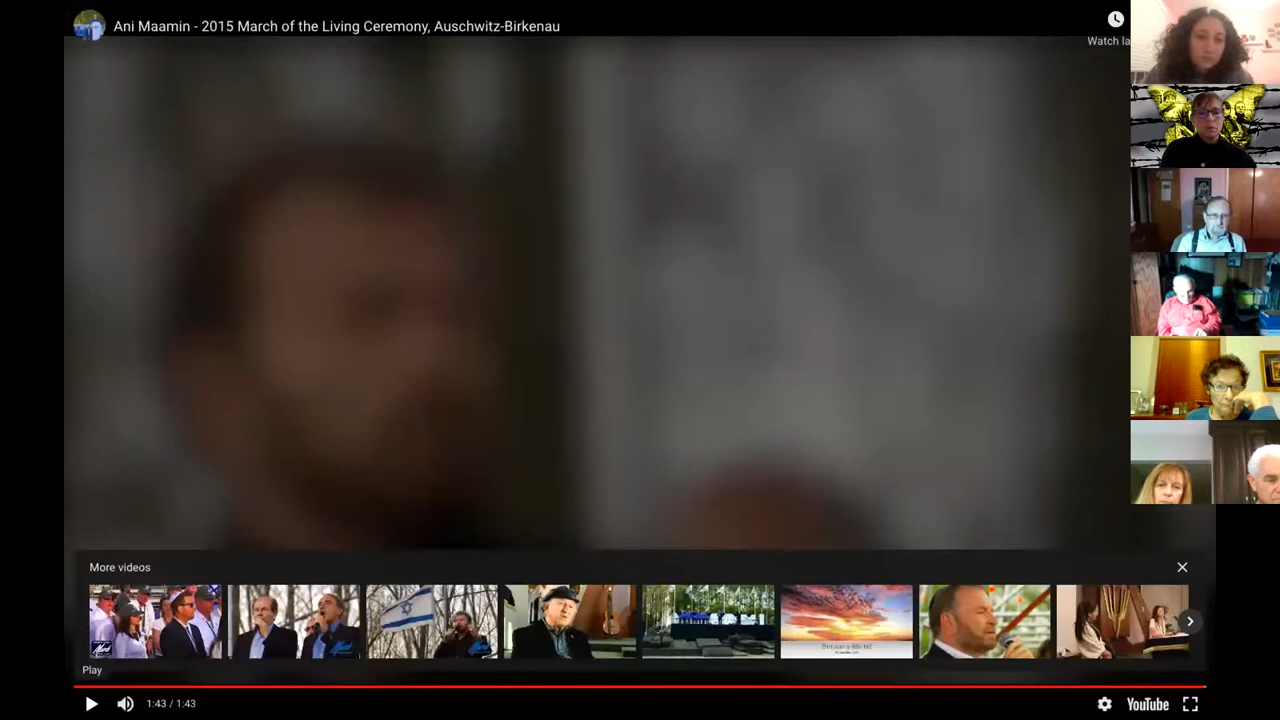 Ani Maamin - 2015 March of the Living Ceremony, Auschwitz-Birkenau
Watch la
More videos
Play
1:43 / 1:43
YouTube